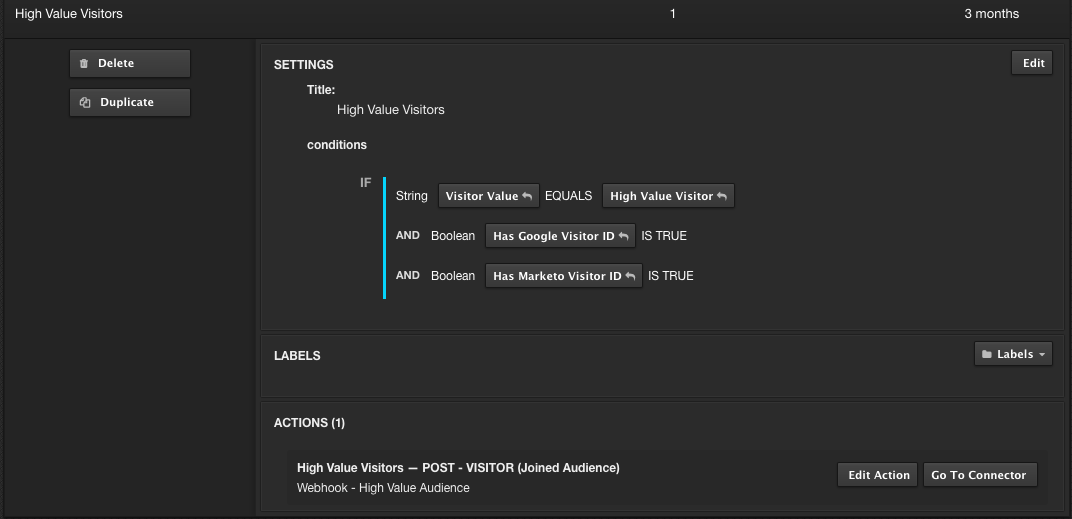 High Value Visitors 1 3 months
Delete
Duplicate
SETTINGS Edit
Title:
High Value Visitors
conditions
IF
String Visitor Value EQUALS High Value Visitor
AND Boolean Has Google Visitor ID IS TRUE
AND Boolean Has Marketo Visitor ID IS TRUE
LABELS Labels
ACTIONS (1)
High Value Visitors — POST - VISITOR (Joined Audience)
Webhook - High Value Audience
Edit Action Go To Connector